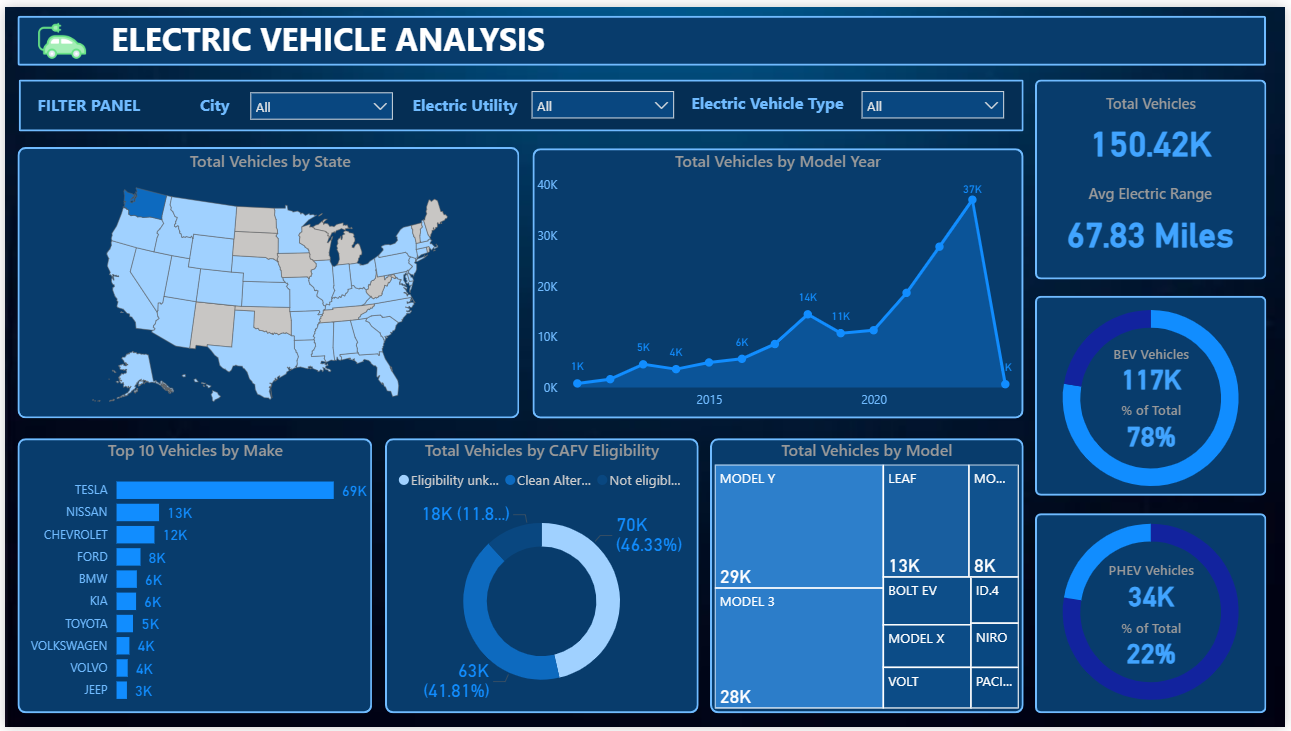 ELECTRIC VEHICLE ANALYSIS
FILTER PANEL
City
All
Electric Utility
All
Electric Vehicle Type
All
Total Vehicles
150.42K
Avg Electric Range
67.83 Miles
Total Vehicles by State
Total Vehicles by Model Year
40K
30K
20K
10K
0K
1K
5K
4K
6K
14K
11K
37K
K
2015
2020
BEV Vehicles
117K
% of Total
78%
Top 10 Vehicles by Make
TESLA 69K
NISSAN 13K
CHEVROLET 12K
FORD 8K
BMW 6K
KIA 6K
TOYOTA 5K
VOLKSWAGEN 4K
VOLVO 4K
JEEP 3K
Total Vehicles by CAFV Eligibility
Eligibility unk... Clean Alter... Not eligibl...
18K (11.8...)
70K
(46.33%)
63K
(41.81%)
Total Vehicles by Model
MODEL Y
29K
MODEL 3
28K
LEAF
13K
MO...
8K
BOLT EV
ID.4
MODEL X
NIRO
VOLT
PACI...
PHEV Vehicles
34K
% of Total
22%